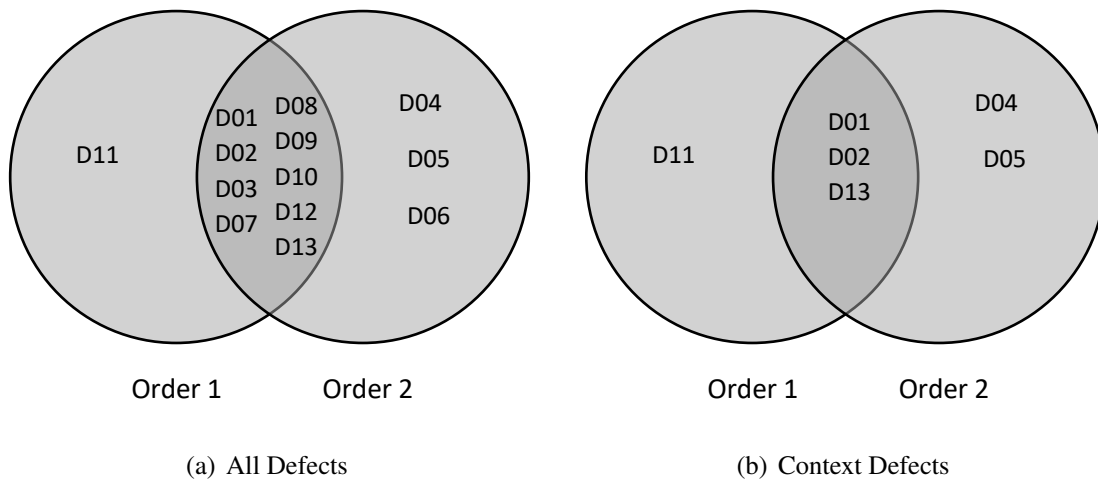 D11
D01
D02
D03
D07
D08
D09
D10
D12
D13
D04
D05
D06
Order 1
Order 2
(a) All Defects
D11
D01
D02
D13
D04
D05
Order 1
Order 2
(b) Context Defects